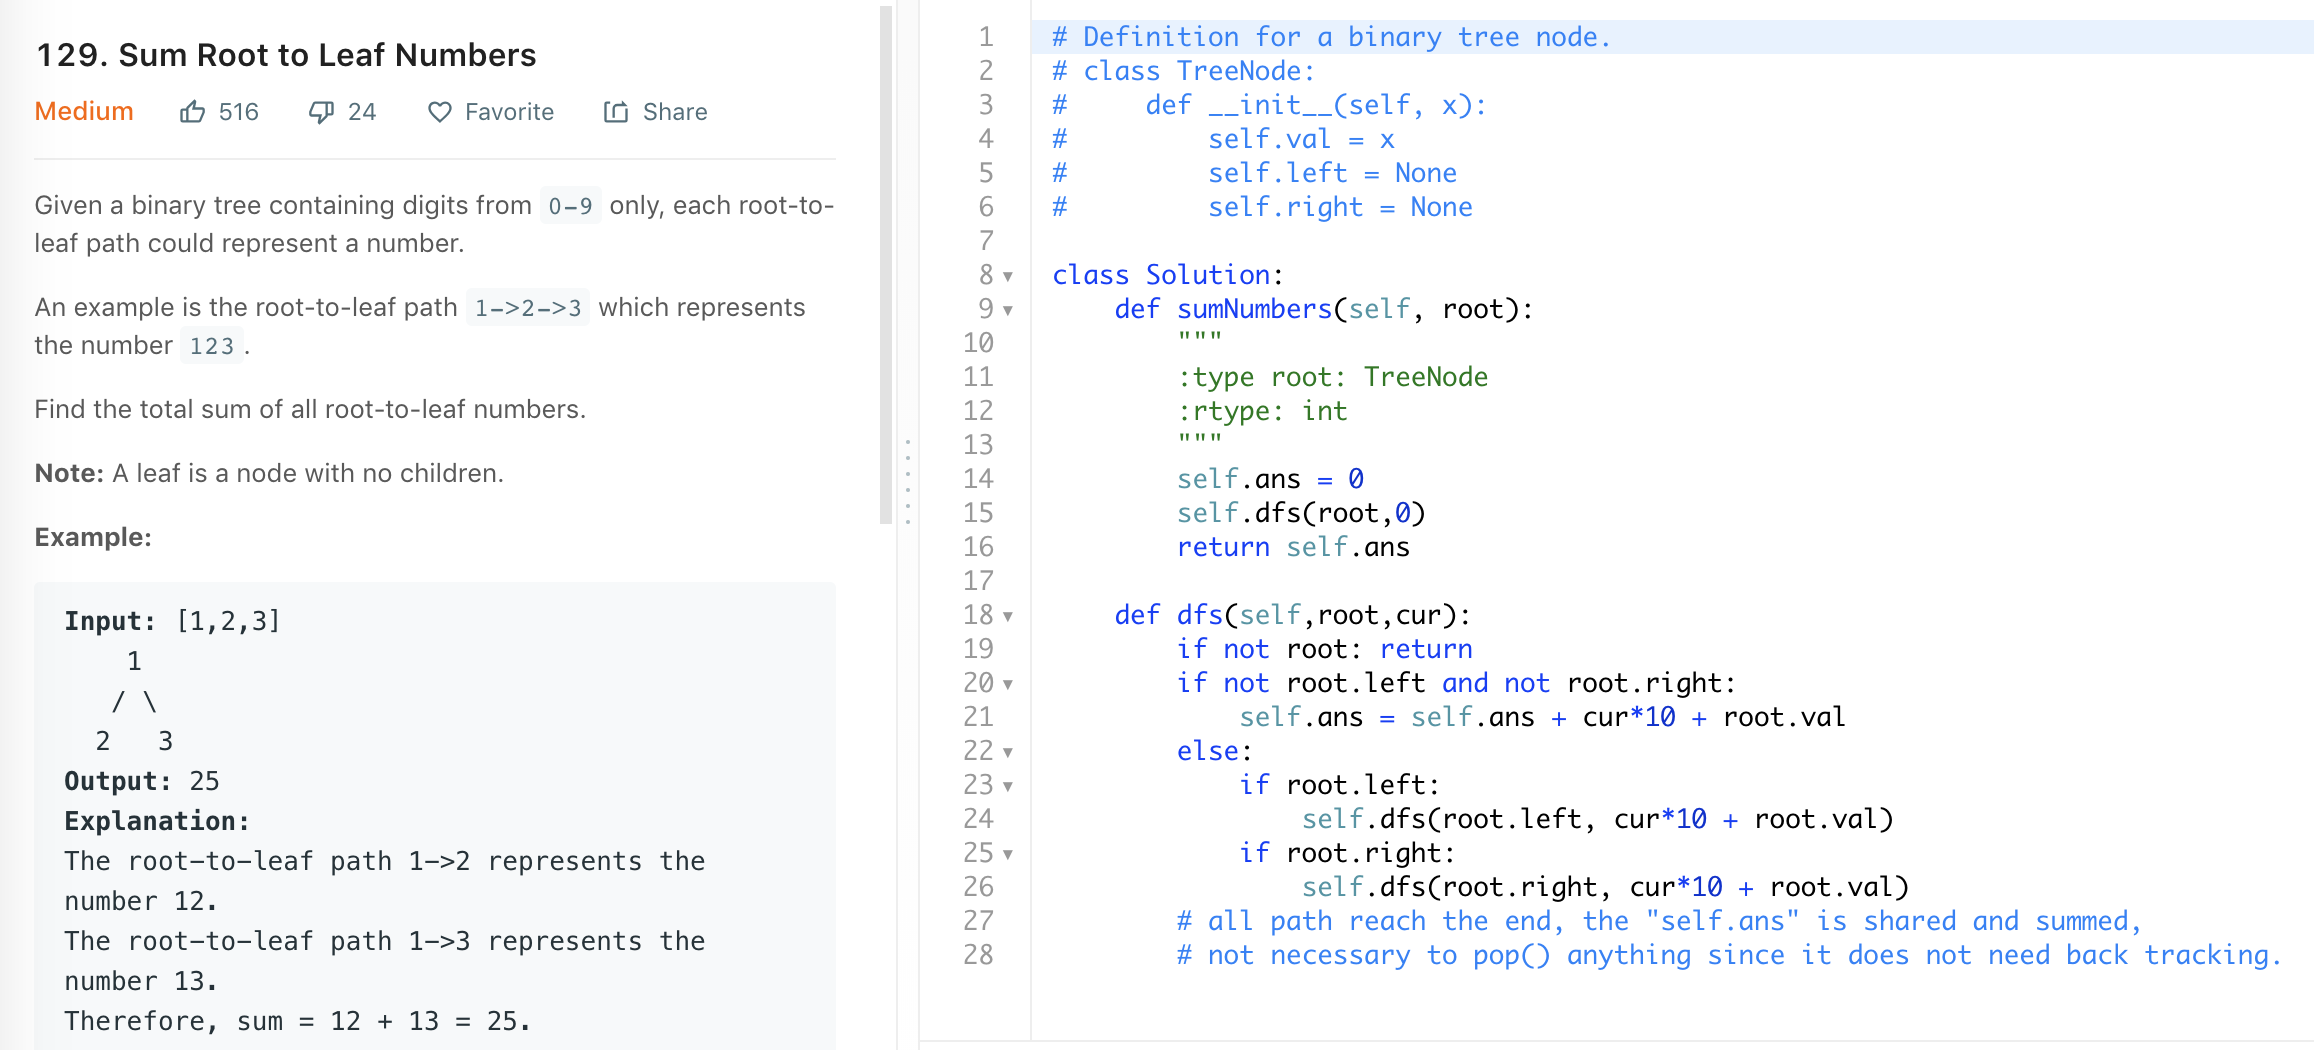 129. Sum Root to Leaf Numbers
Medium 516 24 Favorite Share
Given a binary tree containing digits from 0-9 only, each root-to-
leaf path could represent a number.
An example is the root-to-leaf path 1->2->3 which represents
the number 123.
Find the total sum of all root-to-leaf numbers.
Note: A leaf is a node with no children.
Example:
Input: [1,2,3]
    1
   / \
  2   3
Output: 25
Explanation:
The root-to-leaf path 1->2 represents the
number 12.
The root-to-leaf path 1->3 represents the
number 13.
Therefore, sum = 12 + 13 = 25.
1 # Definition for a binary tree node.
2 # class TreeNode:
3 #     def __init__(self, x):
4 #         self.val = x
5 #         self.left = None
6 #         self.right = None
7
8 class Solution:
9     def sumNumbers(self, root):
10         """
11         :type root: TreeNode
12         :rtype: int
13         """
14         self.ans = 0
15         self.dfs(root,0)
16         return self.ans
17
18     def dfs(self,root,cur):
19         if not root: return
20         if not root.left and not root.right:
21             self.ans = self.ans + cur*10 + root.val
22         else:
23             if root.left:
24                 self.dfs(root.left, cur*10 + root.val)
25             if root.right:
26                 self.dfs(root.right, cur*10 + root.val)
27         # all path reach the end, the "self.ans" is shared and summed,
28         # not necessary to pop() anything since it does not need back tracking.